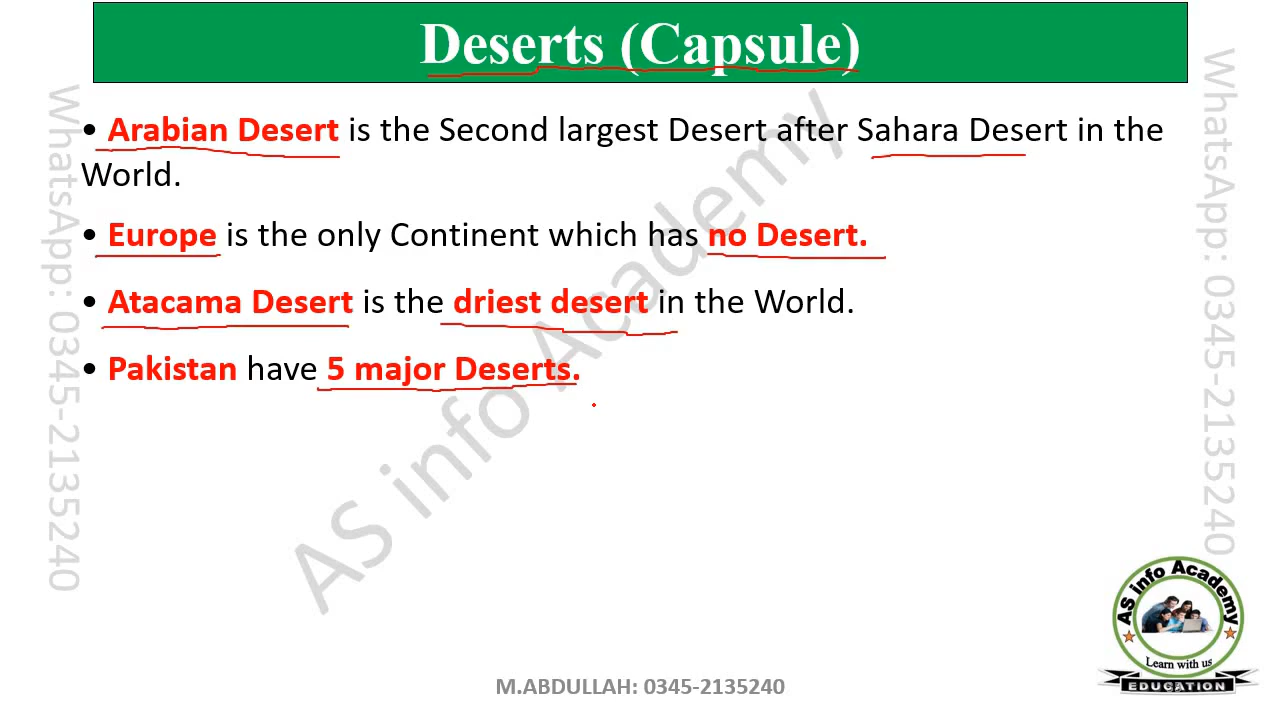 Deserts (Capsule)
• Arabian Desert is the Second largest Desert after Sahara Desert in the
World.
• Europe is the only Continent which has no Desert.
• Atacama Desert is the driest desert in the World.
• Pakistan have 5 major Deserts.
WhatsApp: 0345-2135240
AS info Academy
WhatsApp: 0345-2135240
AS info Academy
Learn with us
EDUCATION
M.ABDULLAH: 0345-2135240